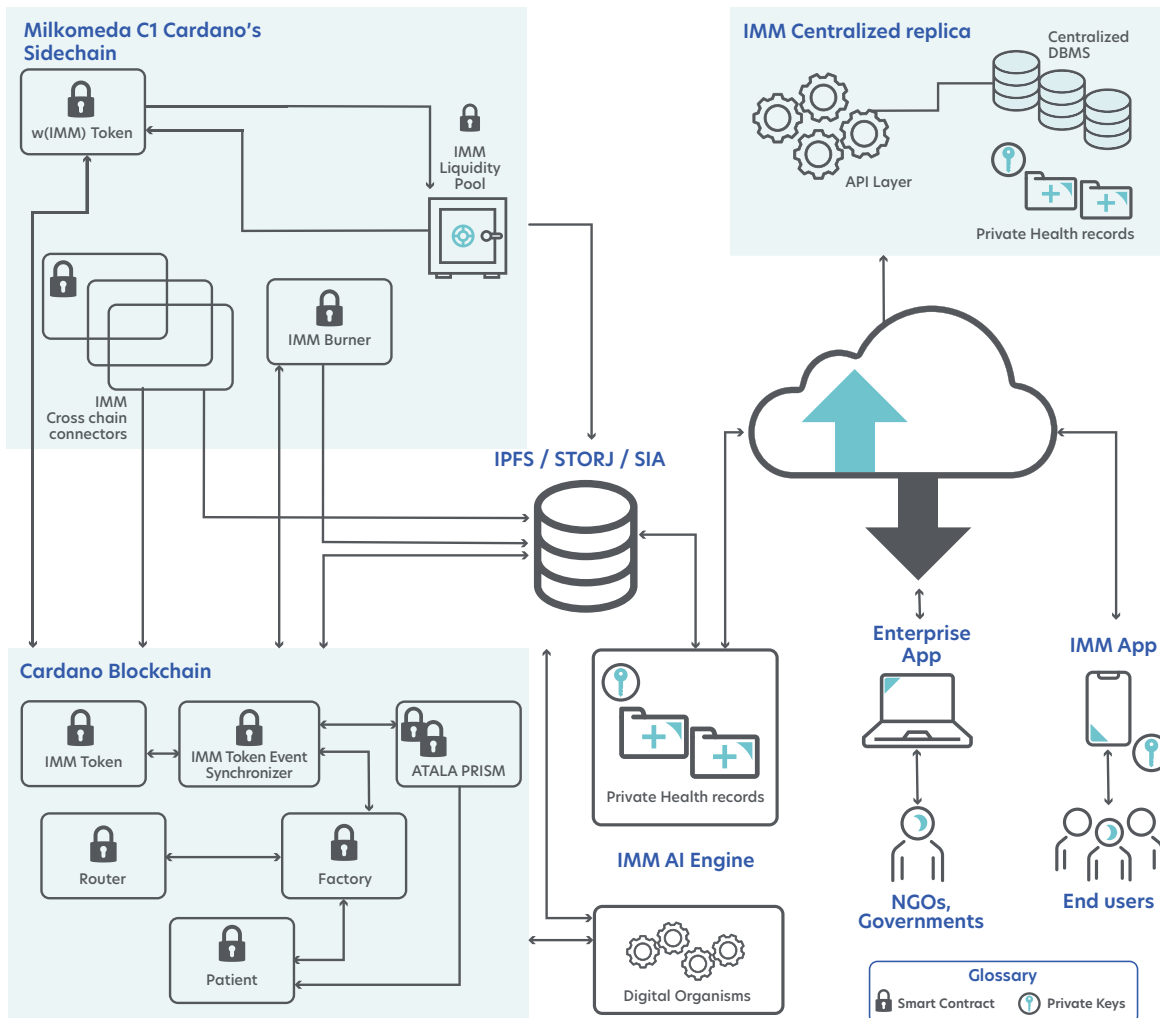 Milkomeda C1 Cardano's
Sidechain
w(IMM) Token
IMM
Liquidity
Pool
IMM Burner
IMM
Cross chain
connectors
IMM Centralized replica
Centralized
DBMS
API Layer
Private Health records
IPFS / STORJ / SIA
Cardano Blockchain
IMM Token
IMM Token Event
Synchronizer
ATALA PRISM
Router
Factory
Patient
Private Health records
IMM AI Engine
Digital Organisms
Enterprise
App
NGOs,
Governments
IMM App
End users
Glossary
Smart Contract
Private Keys